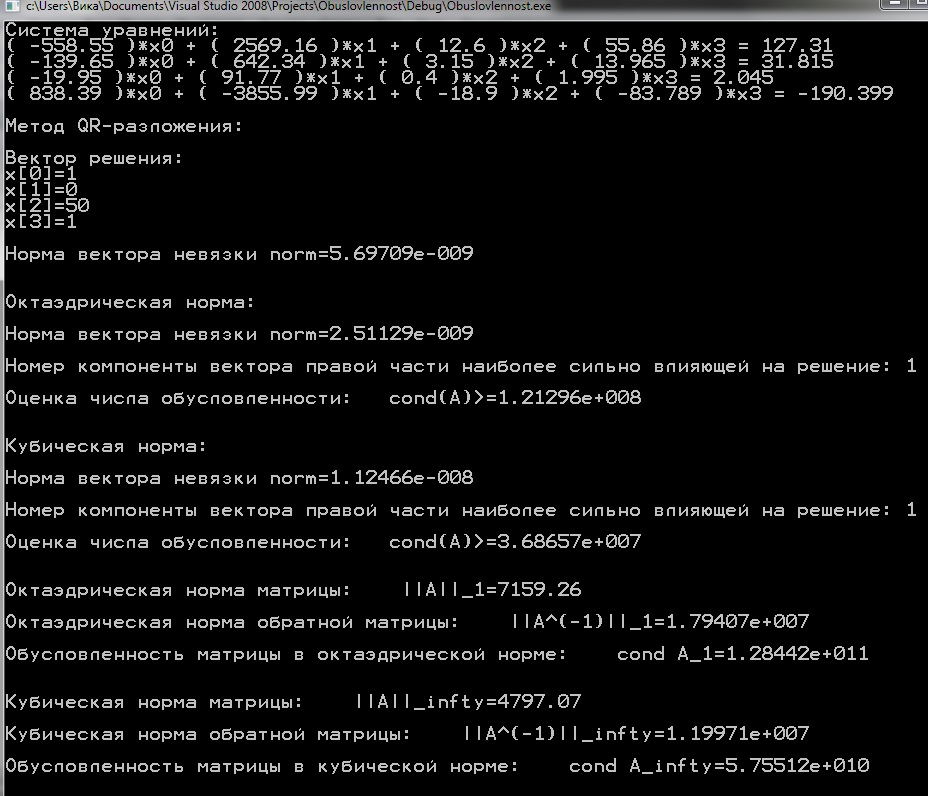 c:\Users\Вика\Documents\Visual Studio 2008\Projects\Obuslovlennost\Debug\Obuslovlennost.exe
Система уравнений:
( -558.55 )*x0 + ( 2569.16 )*x1 + ( 12.6 )*x2 + ( 55.86 )*x3 = 127.31
( -139.65 )*x0 + ( 642.34 )*x1 + ( 3.15 )*x2 + ( 13.965 )*x3 = 31.815
( -19.95 )*x0 + ( 91.77 )*x1 + ( 0.4 )*x2 + ( 1.995 )*x3 = 2.045
( 838.39 )*x0 + ( -3855.99 )*x1 + ( -18.9 )*x2 + ( -83.789 )*x3 = -190.399
Метод QR-разложения:
Вектор решения:
x[0]=1
x[1]=0
x[2]=50
x[3]=1
Норма вектора невязки norm=5.69709e-009
Октаэдрическая норма:
Норма вектора невязки norm=2.51129e-009
Номер компоненты вектора правой части наиболее сильно влияющей на решение: 1
Оценка числа обусловленности:   cond(A)>=1.21296e+008
Кубическая норма:
Норма вектора невязки norm=1.12466e-008
Номер компоненты вектора правой части наиболее сильно влияющей на решение: 1
Оценка числа обусловленности:   cond(A)>=3.68657e+007
Октаэдрическая норма матрицы:    ||A||_1=7159.26
Октаэдрическая норма обратной матрицы:    ||A^(-1)||_1=1.79407e+007
Обусловленность матрицы в октаэдрической норме:    cond A_1=1.28442e+011
Кубическая норма матрицы:    ||A||_infty=4797.07
Кубическая норма обратной матрицы:    ||A^(-1)||_infty=1.19971e+007
Обусловленность матрицы в кубической норме:    cond A_infty=5.75512e+010